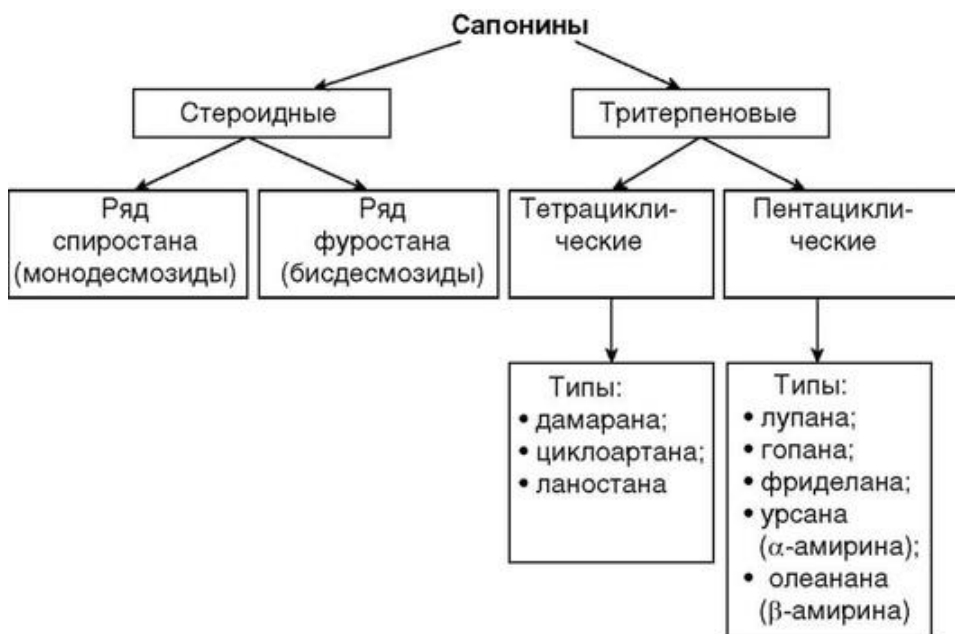 Сапонины
Стероидные
Тритерпеновые
Ряд
спиростана
(монодесмозиды)
Ряд
фуростана
(бисдесмозиды)
Тетрацикли-
ческие
Пентацикли-
ческие
Типы:
• дамарана;
• циклоартана;
• ланостана
Типы:
• лупана;
• гопана;
• фриделана;
• урсана
(α-амирина);
• олеанана
(β-амирина)